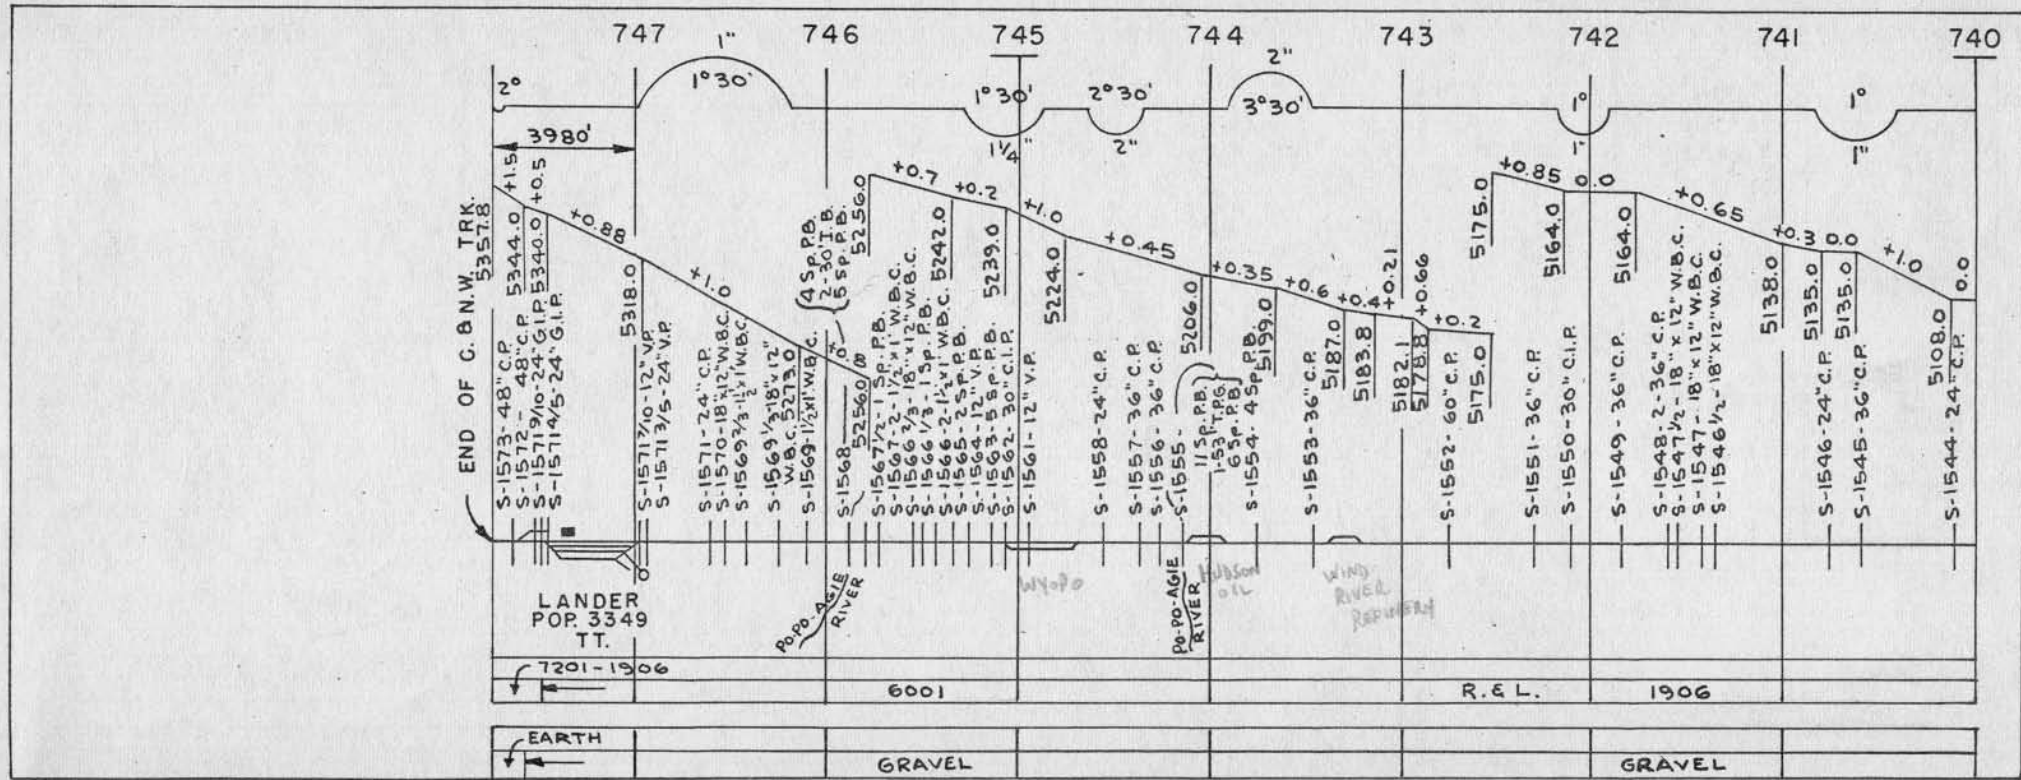 747 746 745 744 743 742 741 740
2° 1" 1°30' 1°30' 1¼" 2°30' 2" 2" 3°30' 1° 1" 1° 1"
3980'
END OF C.&N.W. TRK.
5357.8
+1.5
5344.0
+0.5
5340.0
+0.88
5318.0
+1.0
5273.0
5256.0
5256.0
+0.7
5242.0
+0.2
5239.0
+1.0
5224.0
+0.45
5206.0
+0.35
5199.0
+0.6
5187.0
+0.4
5183.8
+0.21
5182.1
+0.66
5178.8
+0.2
5175.0
5175.0
+0.85
5164.0
0.0
5164.0
+0.65
5138.0
+0.3
5135.0
0.0
5135.0
+1.0
5108.0
0.0
S-1573-48" C.P.
S-1572-48" C.P.
S-1571 9/10-24" G.I.P.
S-1571 4/5-24" G.I.P.
S-1571 7/10-12" V.P.
S-1571 3/5-24" V.P.
S-1571-24" C.P.
S-1570-18"x12" W.B.C.
S-1569 2/3-1½'x1' W.B.C.
S-1569 1/3-18"x12"
W.B.C.
S-1569-1½'x1' W.B.C.
S-1568
4 Sp. P.B.
2-30' I.B.
5 Sp. P.B.
S-1567½-1 Sp. P.B.
S-1567-2-1½"x1' W.B.C.
S-1566 2/3-18"x12" W.B.C.
S-1566 1/3-1 Sp. P.B.
S-1566-2-1½'x1' W.B.C.
S-1565-2 Sp. P.B.
S-1564-12" V.P.
S-1563-5 Sp. P.B.
S-1562-30" C.I.P.
S-1561-12" V.P.
S-1558-24" C.P.
S-1557-36" C.P.
S-1556-36" C.P.
S-1555-
11 Sp. P.B.
1-53' T.P.G.
6 Sp. P.B.
S-1554-4 Sp. P.B.
S-1553-36" C.P.
S-1552-60" C.P.
S-1551-36" C.P.
S-1550-30" C.I.P.
S-1549-36" C.P.
S-1548-2-36" C.P.
S-1547½-18"x12" W.B.C.
S-1547-18"x12" W.B.C.
S-1546½-18"x12" W.B.C.
S-1546-24" C.P.
S-1545-36" C.P.
S-1544-24" C.P.
LANDER
POP. 3349
TT.
PO-PO-AGIE
RIVER
WYOPO
PO-PO-AGIE
RIVER
HUDSON
OIL
WIND
RIVER
REFINERY
7201-1906
6001 R.&L. 1906
EARTH
GRAVEL GRAVEL